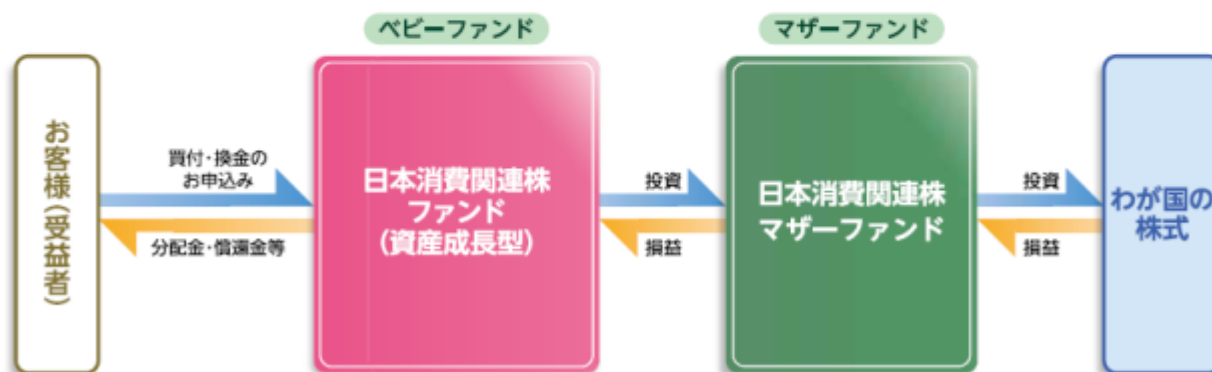 ベビーファンド
マザーファンド
お客様(受益者)
買付・換金の
お申込み
分配金・償還金等
日本消費関連株
ファンド
(資産成長型)
投資
損益
日本消費関連株
マザーファンド
投資
損益
わが国の
株式